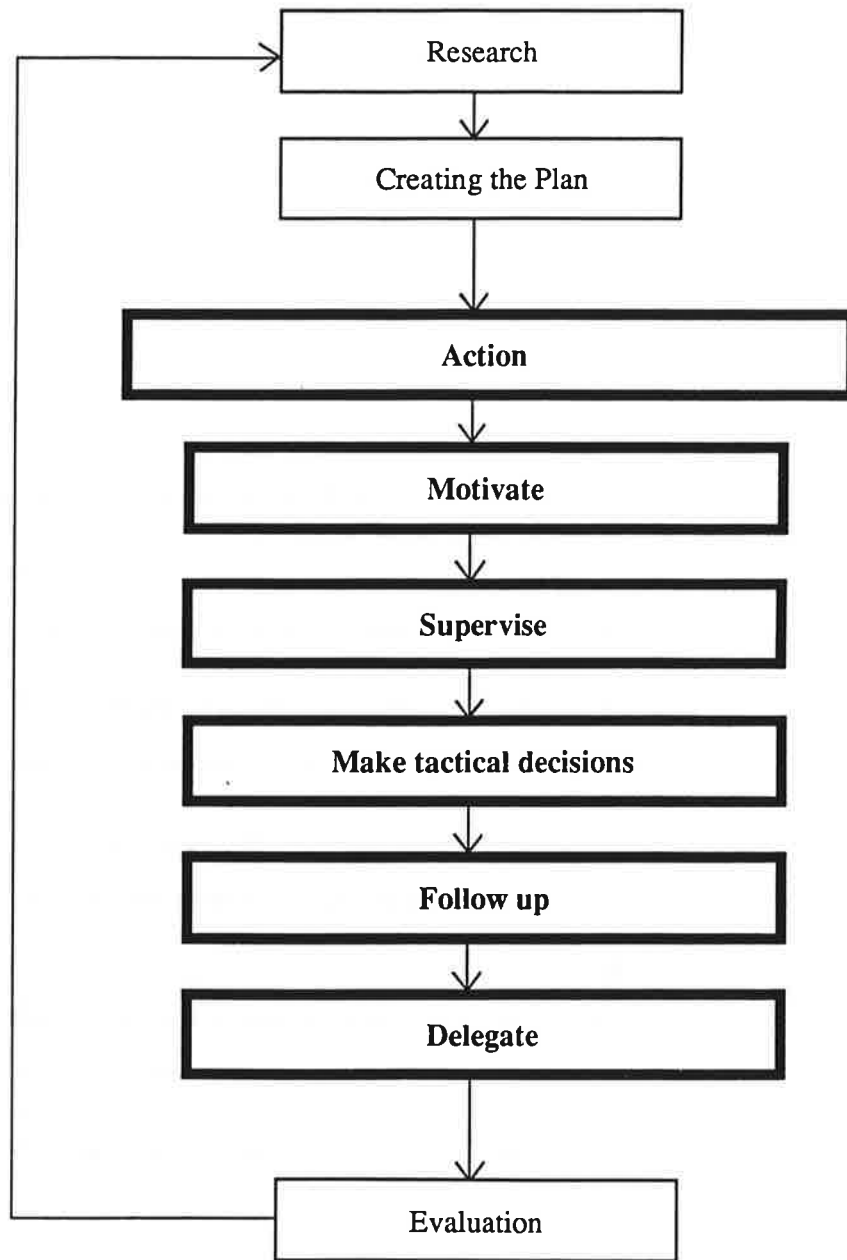 Research
Creating the Plan
Action
Motivate
Supervise
Make tactical decisions
Follow up
Delegate
Evaluation